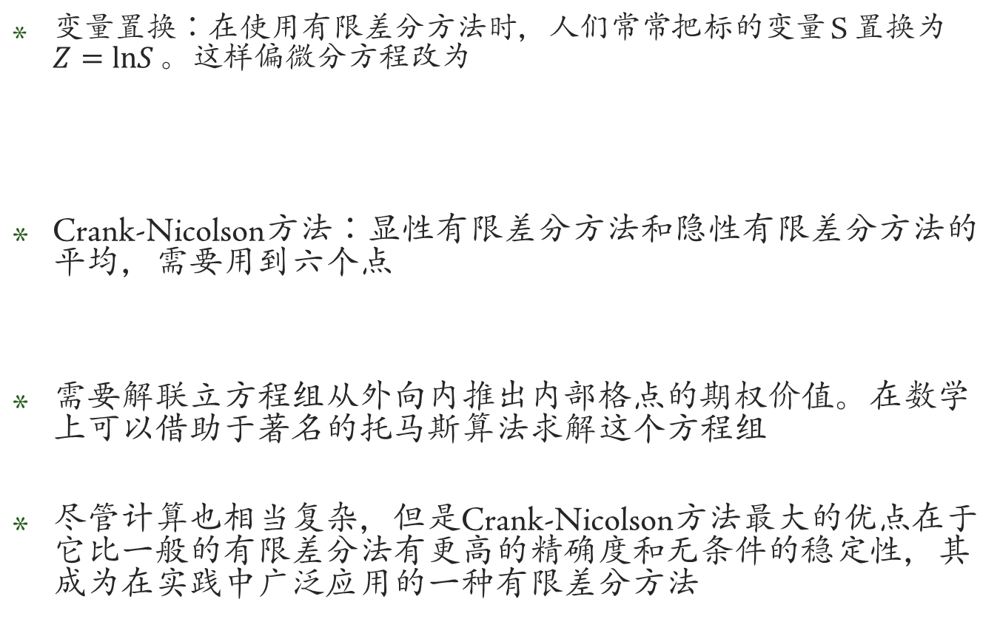 * 变量置换：在使用有限差分方法时，人们常常把标的变量S 置换为
Z = lnS 。这样偏微分方程改为
* Crank-Nicolson方法：显性有限差分方法和隐性有限差分方法的
平均，需要用到六个点
* 需要解联立方程组从外向内推出内部格点的期权价值。在数学
上可以借助于著名的托马斯算法求解这个方程组
* 尽管计算也相当复杂，但是Crank-Nicolson方法最大的优点在于
它比一般的有限差分法有更高的精确度和无条件的稳定性，其
成为在实践中广泛应用的一种有限差分方法